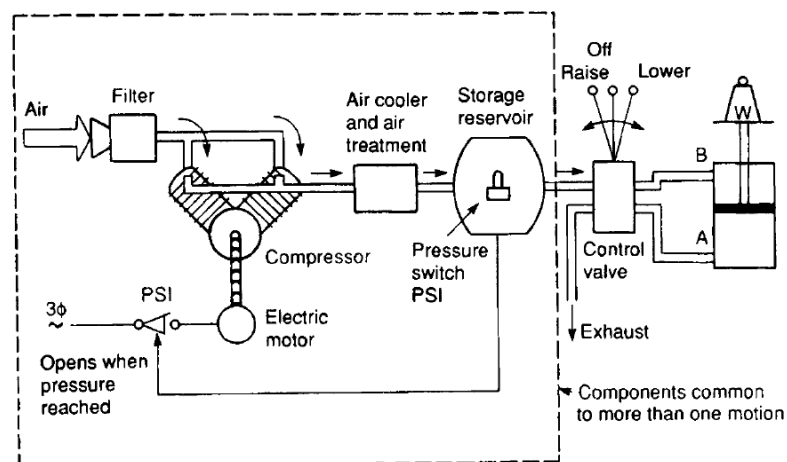 Off
Raise
Lower
Air
Filter
Air cooler
and air
treatment
Storage
reservoir
W
B
A
Compressor
Pressure
switch
PSI
Control
valve
3ϕ
~
PSI
Electric
motor
Exhaust
Opens when
pressure
reached
Components common
to more than one motion